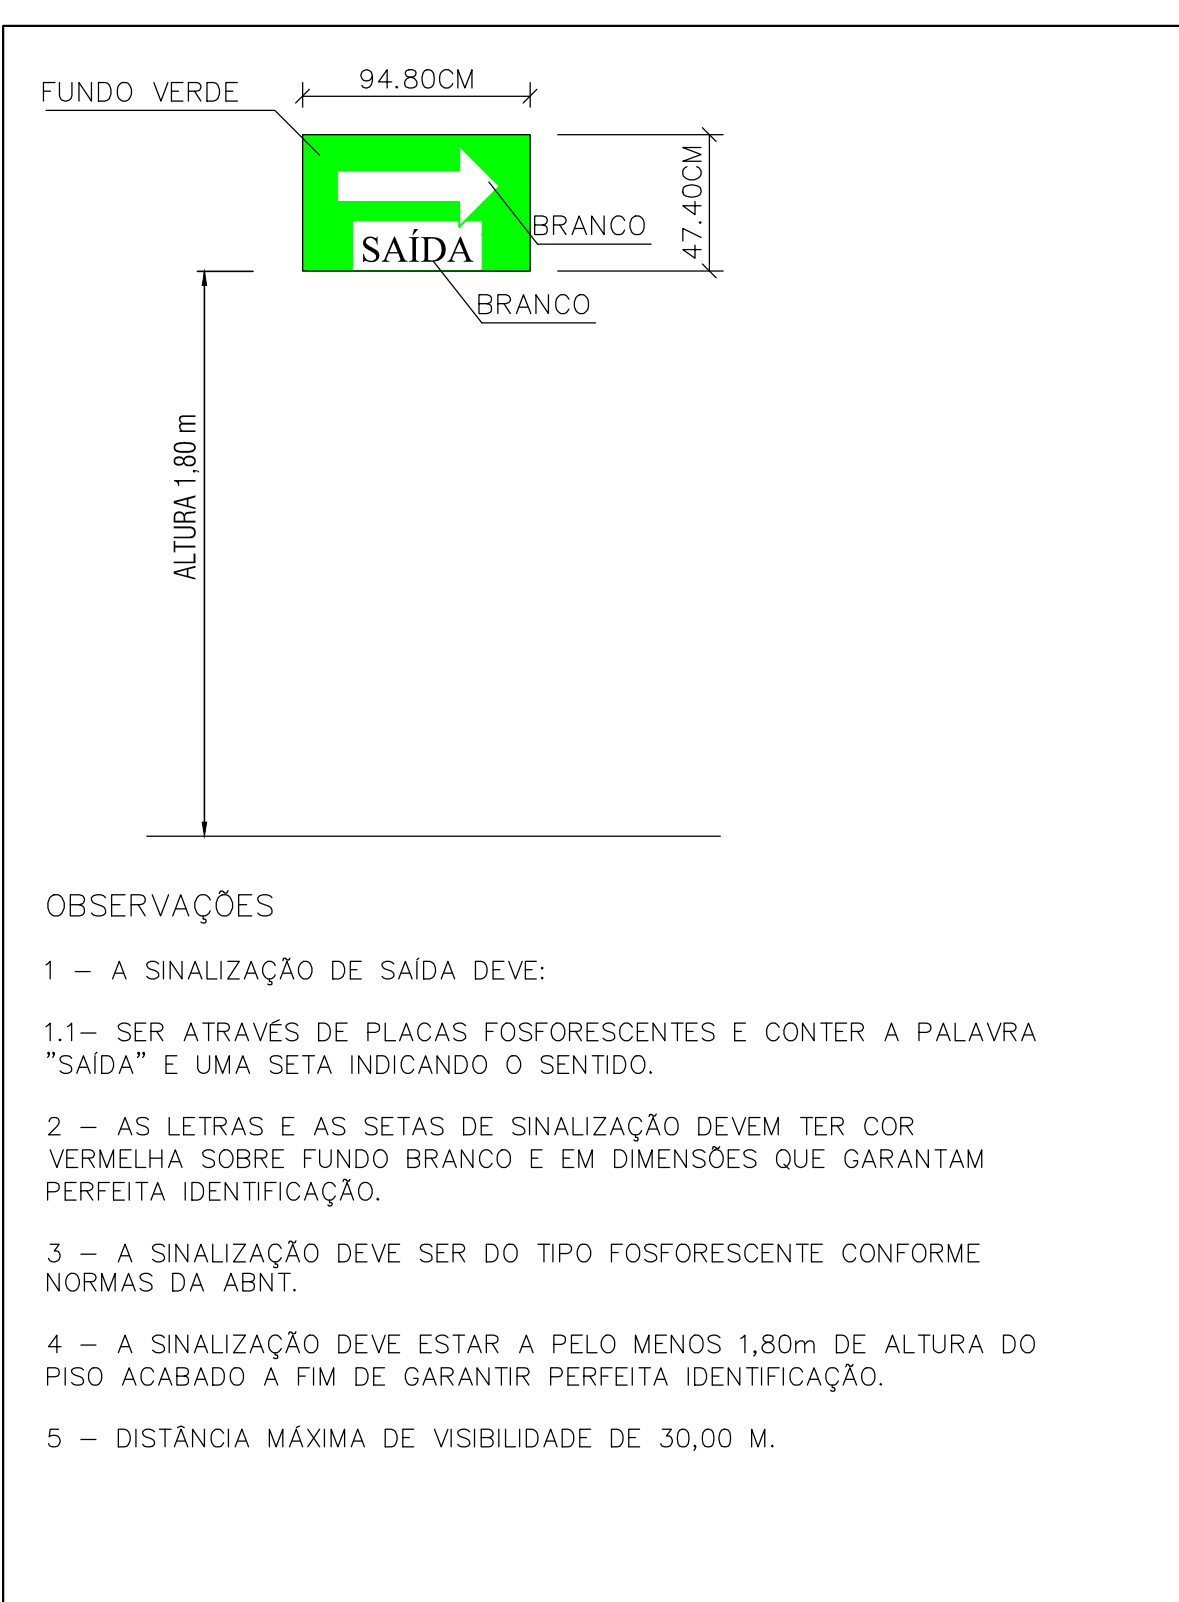 94.80CM
FUNDO VERDE
47.40CM
BRANCO
SAÍDA
BRANCO
ALTURA 1,80 m
OBSERVAÇÕES
1 – A SINALIZAÇÃO DE SAÍDA DEVE:
1.1– SER ATRAVÉS DE PLACAS FOSFORESCENTES E CONTER A PALAVRA
”SAÍDA” E UMA SETA INDICANDO O SENTIDO.
2 – AS LETRAS E AS SETAS DE SINALIZAÇÃO DEVEM TER COR
VERMELHA SOBRE FUNDO BRANCO E EM DIMENSÕES QUE GARANTAM
PERFEITA IDENTIFICAÇÃO.
3 – A SINALIZAÇÃO DEVE SER DO TIPO FOSFORESCENTE CONFORME
NORMAS DA ABNT.
4 – A SINALIZAÇÃO DEVE ESTAR A PELO MENOS 1,80m DE ALTURA DO
PISO ACABADO A FIM DE GARANTIR PERFEITA IDENTIFICAÇÃO.
5 – DISTÂNCIA MÁXIMA DE VISIBILIDADE DE 30,00 M.